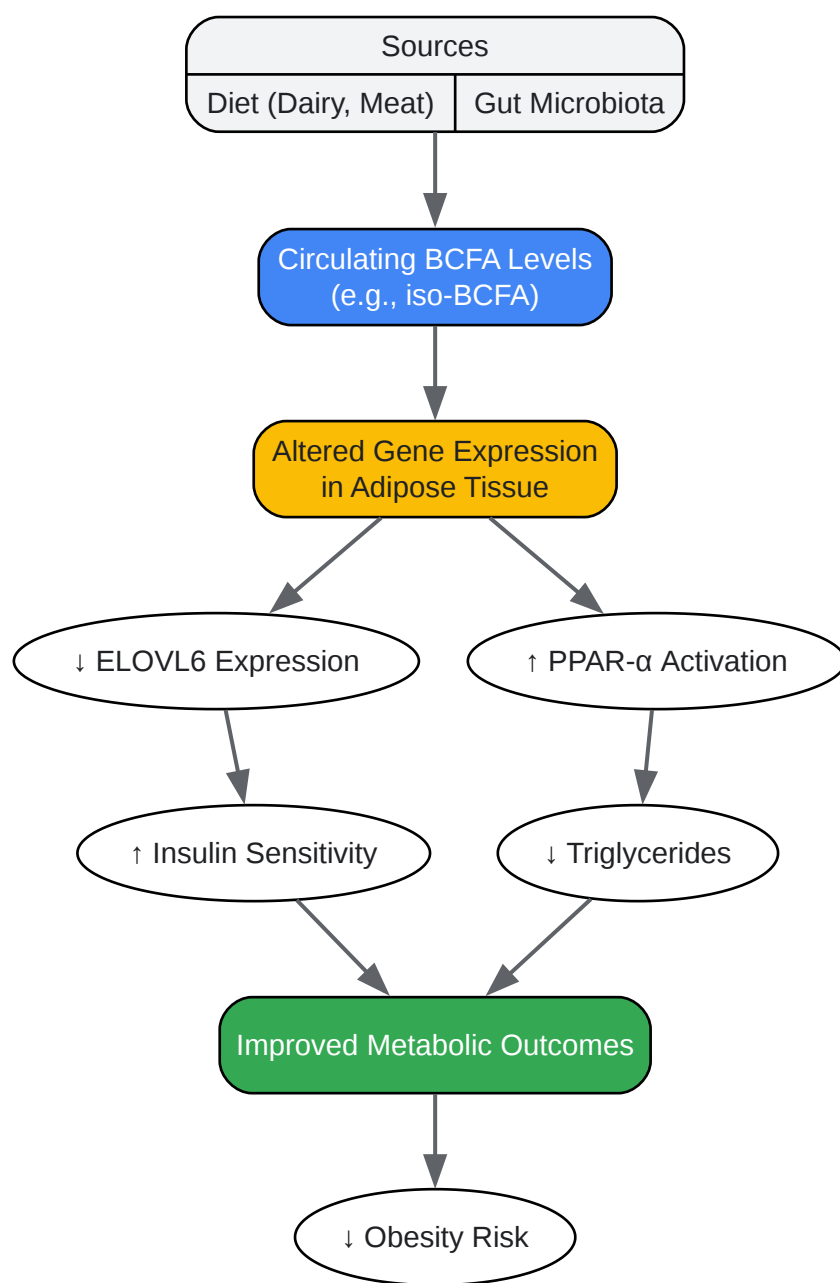 Sources
Diet (Dairy, Meat)
Gut Microbiota
Circulating BCFA Levels
(e.g., iso-BCFA)
Altered Gene Expression
in Adipose Tissue
↓ ELOVL6 Expression
↑ PPAR-α Activation
↑ Insulin Sensitivity
↓ Triglycerides
Improved Metabolic Outcomes
↓ Obesity Risk